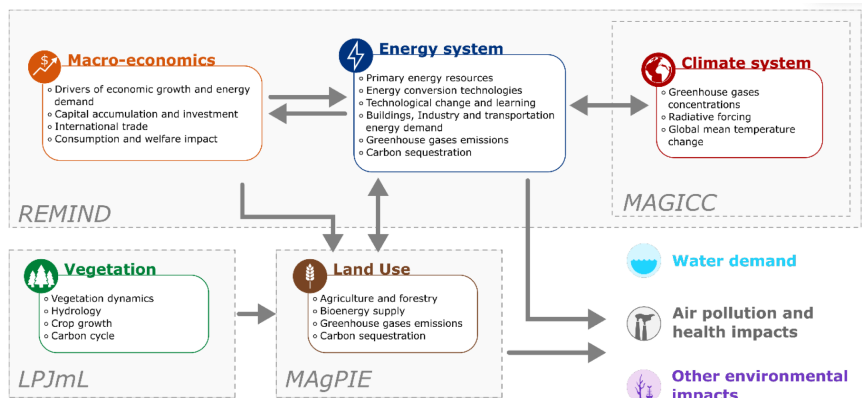 Macro-economics
◦ Drivers of economic growth and energy
demand
◦ Capital accumulation and investment
◦ International trade
◦ Consumption and welfare impact
Energy system
◦ Primary energy resources
◦ Energy conversion technologies
◦ Technological change and learning
◦ Buildings, Industry and transportation
energy demand
◦ Greenhouse gases emissions
◦ Carbon sequestration
Climate system
◦ Greenhouse gases
concentrations
◦ Radiative forcing
◦ Global mean temperature
change
REMIND
MAGICC
Vegetation
◦ Vegetation dynamics
◦ Hydrology
◦ Crop growth
◦ Carbon cycle
LPJmL
Land Use
◦ Agriculture and forestry
◦ Bioenergy supply
◦ Greenhouse gases emissions
◦ Carbon sequestration
MAgPIE
Water demand
Air pollution and
health impacts
Other environmental
impacts